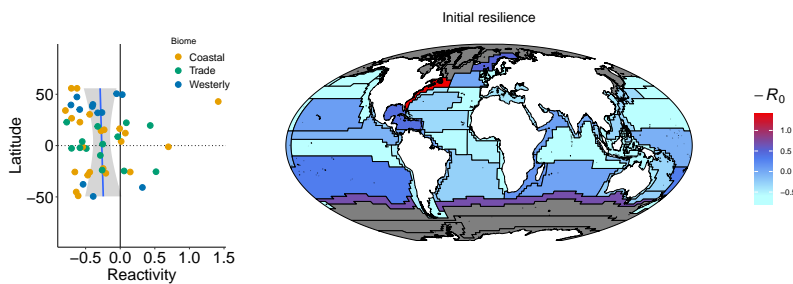 Initial resilience
Biome
Coastal
Trade
Westerly
50
0
−50
Latitude
−0.5
0.0
0.5
1.0
1.5
Reactivity
−R0
1.0
0.5
0.0
−0.5